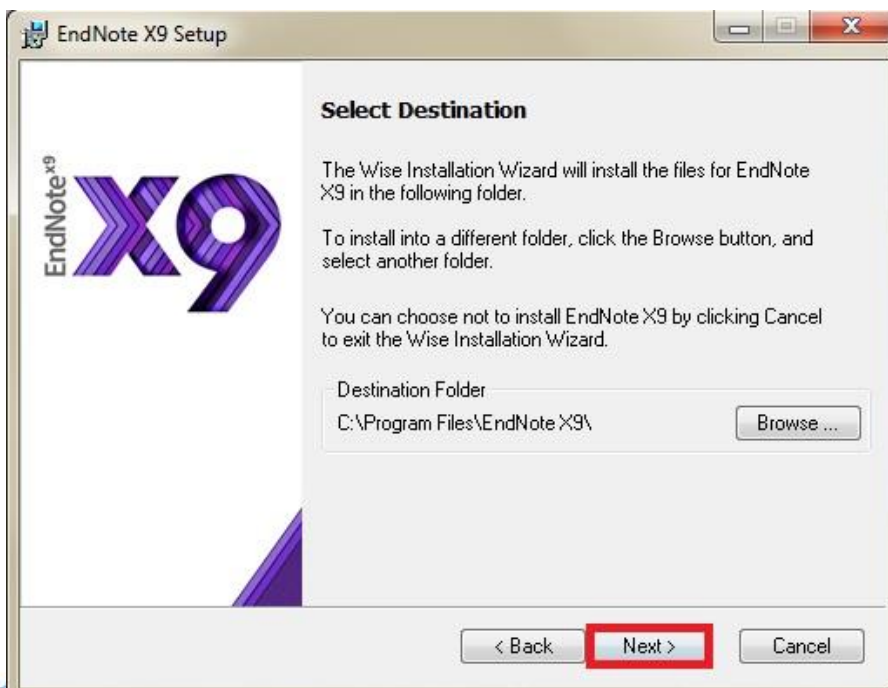 EndNote X9 Setup
EndNote x9
X9
Select Destination
The Wise Installation Wizard will install the files for EndNote
X9 in the following folder.
To install into a different folder, click the Browse button, and
select another folder.
You can choose not to install EndNote X9 by clicking Cancel
to exit the Wise Installation Wizard.
Destination Folder
C:\Program Files\EndNote X9\
Browse ...
< Back
Next >
Cancel